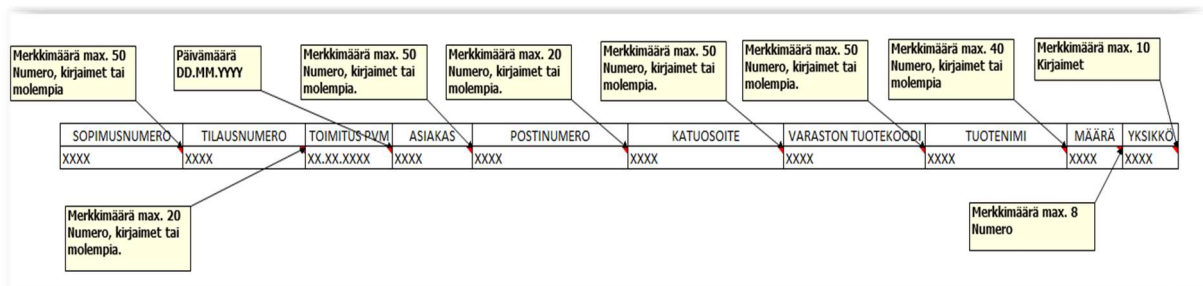 Merkkimäärä max. 50
Numero, kirjaimet tai
molempia
Päivämäärä
DD.MM.YYYY
Merkkimäärä max. 50
Numero, kirjaimet tai
molempia.
Merkkimäärä max. 20
Numero, kirjaimet tai
molempia.
Merkkimäärä max. 50
Numero, kirjaimet tai
molempia.
Merkkimäärä max. 50
Numero, kirjaimet tai
molempia.
Merkkimäärä max. 40
Numero, kirjaimet tai
molempia
Merkkimäärä max. 10
Kirjaimet
SOPIMUSNUMERO TILAUSNUMERO TOIMITUS PVM ASIAKAS POSTINUMERO KATUOSOITE VARASTON TUOTEKOODI TUOTENIMI MÄÄRÄ YKSIKKÖ
XXXX XXXX XX.XX.XXXX XXXX XXXX XXXX XXXX XXXX XXXX XXXX
Merkkimäärä max. 20
Numero, kirjaimet tai
molempia.
Merkkimäärä max. 8
Numero